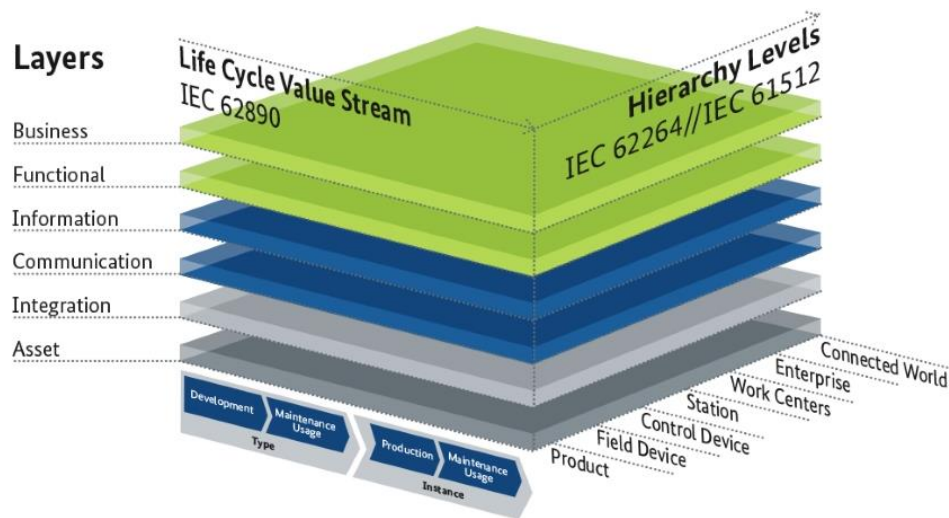 Layers
Life Cycle Value Stream
IEC 62890
Hierarchy Levels
IEC 62264//IEC 61512
Business
Functional
Information
Communication
Integration
Asset
Development
Maintenance
Usage
Type
Production
Maintenance
Usage
Instance
Product
Field Device
Control Device
Station
Work Centers
Enterprise
Connected World